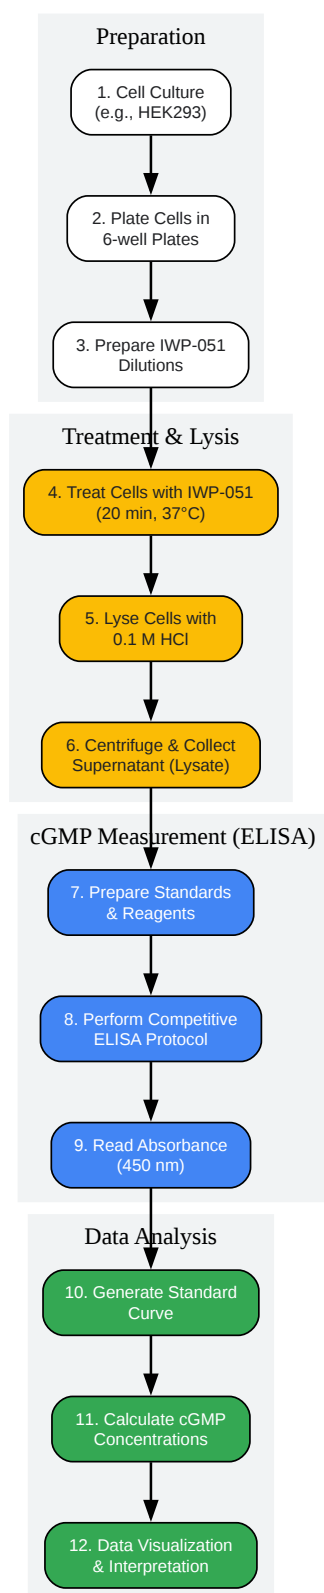 Preparation
1. Cell Culture
(e.g., HEK293)
2. Plate Cells in
6-well Plates
3. Prepare IWP-051
Dilutions
Treatment & Lysis
4. Treat Cells with IWP-051
(20 min, 37°C)
5. Lyse Cells with
0.1 M HCl
6. Centrifuge & Collect
Supernatant (Lysate)
cGMP Measurement (ELISA)
7. Prepare Standards
& Reagents
8. Perform Competitive
ELISA Protocol
9. Read Absorbance
(450 nm)
Data Analysis
10. Generate Standard
Curve
11. Calculate cGMP
Concentrations
12. Data Visualization
& Interpretation